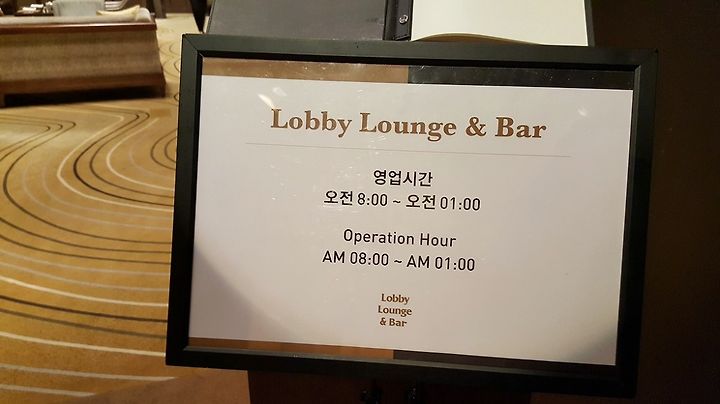 Lobby Lounge & Bar
영업시간
오전 8:00 ~ 오전 01:00
Operation Hour
AM 08:00 ~ AM 01:00
Lobby
Lounge
& Bar